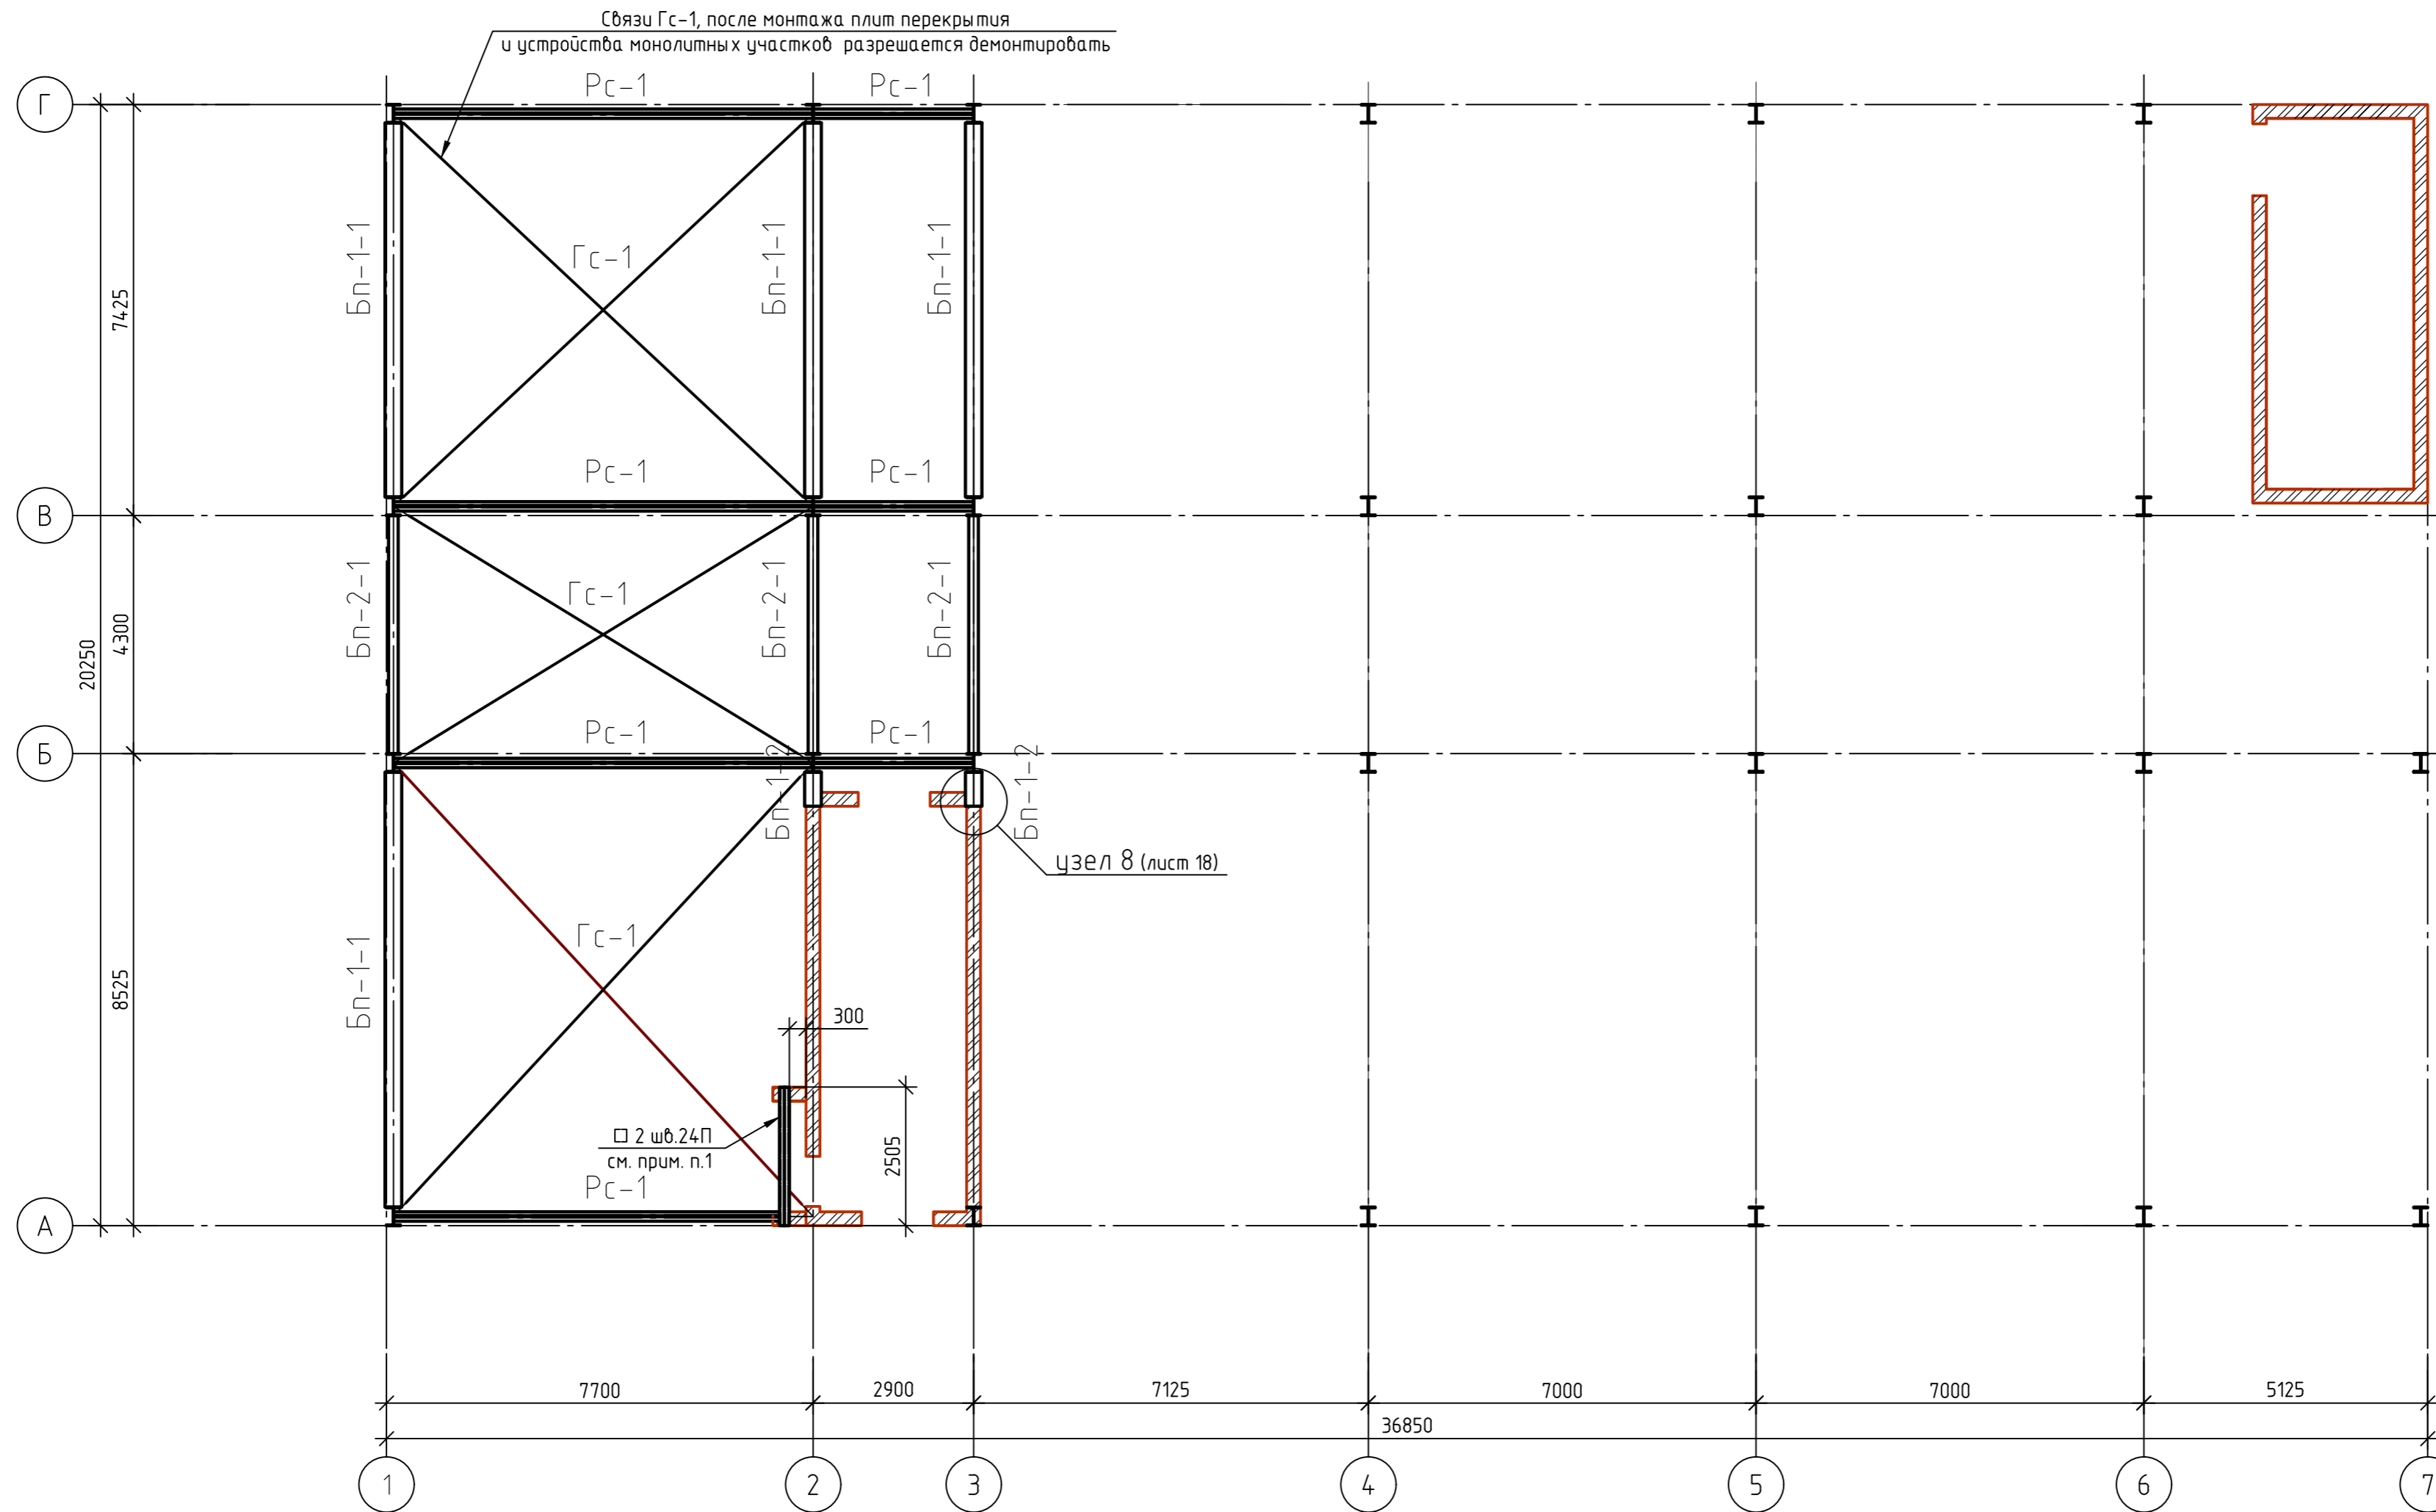 Связи Гс-1, после монтажа плит перекрытия
и устройства монолитных участков разрешается демонтировать
Рс-1
Рс-1
Г
Бп-1-1
Бп-1-1
Бп-1-1
Гс-1
7425
Рс-1
Рс-1
В
Бп-2-1
Бп-2-1
Бп-2-1
Гс-1
4300
20250
Рс-1
Рс-1
Б
Бп-1-2
Бп-1-2
узел 8 (лист 18)
Гс-1
Бп-1-1
8525
300
2 шв.24П
см. прим. п.1
2505
Рс-1
А
7700
2900
7125
7000
7000
5125
36850
1
2
3
4
5
6
7